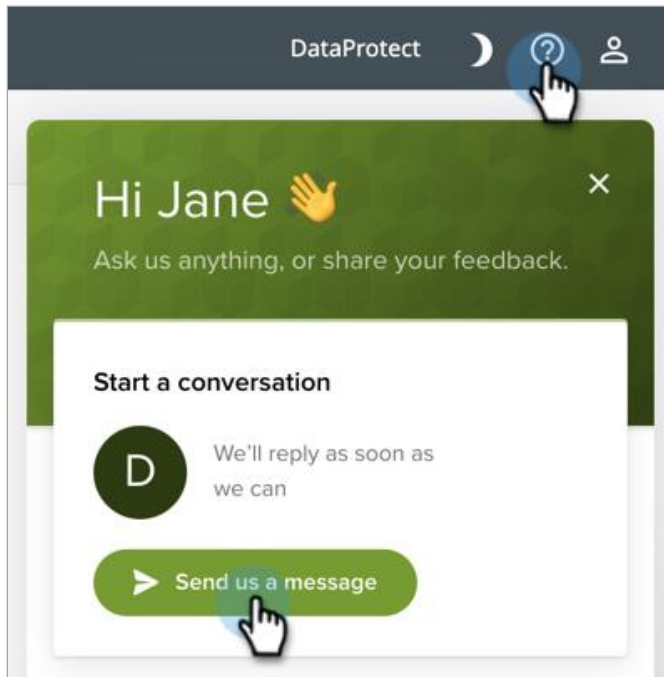 DataProtect
Hi Jane 👋
Ask us anything, or share your feedback.
Start a conversation
D
We’ll reply as soon as
we can
Send us a message